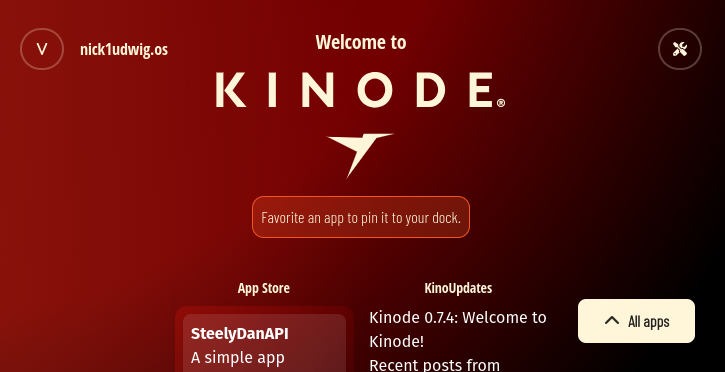 V
nick1udwig.os
Welcome to
KINODE®
Favorite an app to pin it to your dock.
App Store
KinoUpdates
SteelyDanAPI
A simple app
Kinode 0.7.4: Welcome to
Kinode!
Recent posts from
All apps